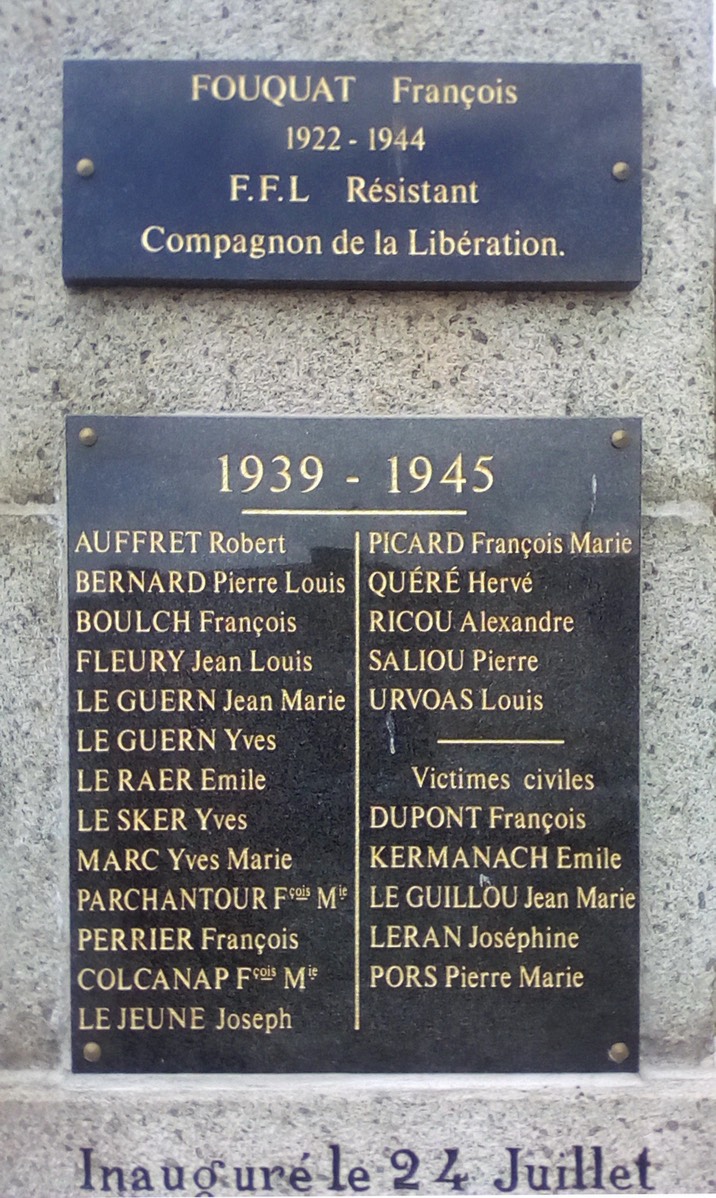 FOUQUAT François
1922 - 1944
F.F.L Résistant
Compagnon de la Libération.
1939 - 1945
AUFFRET Robert
BERNARD Pierre Louis
BOULCH François
FLEURY Jean Louis
LE GUERN Jean Marie
LE GUERN Yves
LE RAER Emile
LE SKER Yves
MARC Yves Marie
PARCHANTOUR Fçois Mie
PERRIER François
COLCANAP Fçois Mie
LE JEUNE Joseph
PICARD François Marie
QUÉRÉ Hervé
RICOU Alexandre
SALIOU Pierre
URVOAS Louis
Victimes civiles
DUPONT François
KERMANACH Emile
LE GUILLOU Jean Marie
LERAN Joséphine
PORS Pierre Marie
Inauguré le 24 Juillet